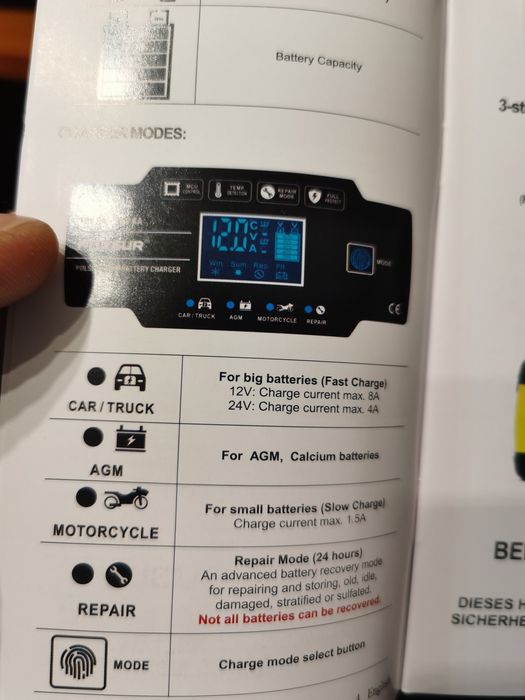 Battery Capacity
MODES:
MCU CONTROL
TEMP. DETECTION
REPAIR MODE
FULL PROTECT
BATTERY CHARGER
12.0
C
V
A
Win. Sum. Rep. Ful.
MODE
CE
CAR / TRUCK AGM MOTORCYCLE REPAIR
CAR / TRUCK
For big batteries (Fast Charge)
12V: Charge current max. 8A
24V: Charge current max. 4A
AGM
For AGM, Calcium batteries
MOTORCYCLE
For small batteries (Slow Charge)
Charge current max. 1.5A
REPAIR
Repair Mode (24 hours)
An advanced battery recovery mode
for repairing and storing, old, idle,
damaged, stratified or sulfated.
Not all batteries can be recovered.
MODE
Charge mode select button
3-st
BE
DIESES H
SICHERHE